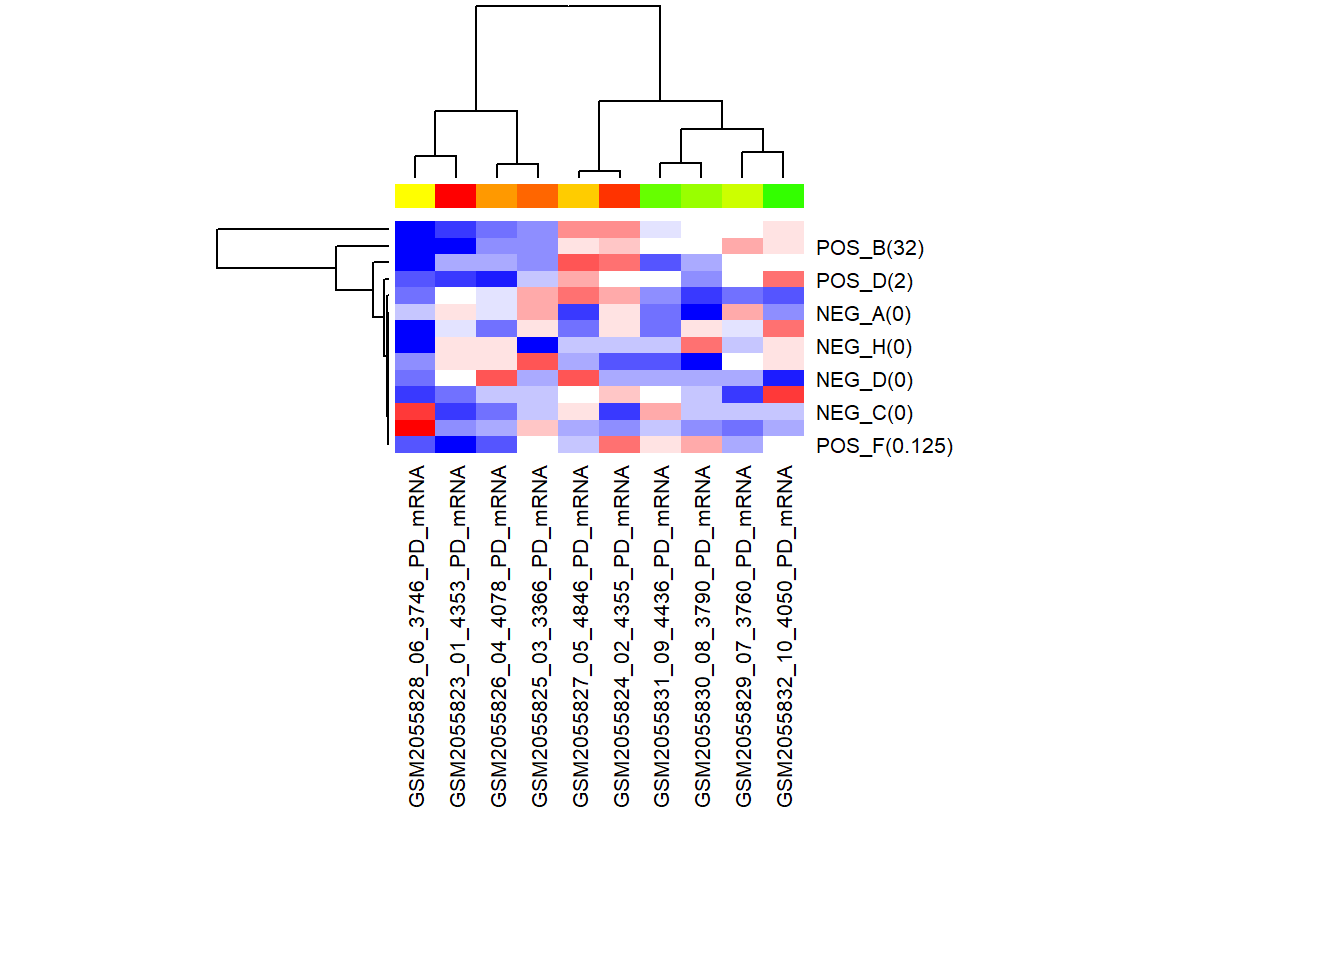 POS_B(32)
POS_D(2)
NEG_A(0)
NEG_H(0)
NEG_D(0)
NEG_C(0)
POS_F(0.125)
GSM2055828_06_3746_PD_mRNA
GSM2055823_01_4353_PD_mRNA
GSM2055826_04_4078_PD_mRNA
GSM2055825_03_3366_PD_mRNA
GSM2055827_05_4846_PD_mRNA
GSM2055824_02_4355_PD_mRNA
GSM2055831_09_4436_PD_mRNA
GSM2055830_08_3790_PD_mRNA
GSM2055829_07_3760_PD_mRNA
GSM2055832_10_4050_PD_mRNA